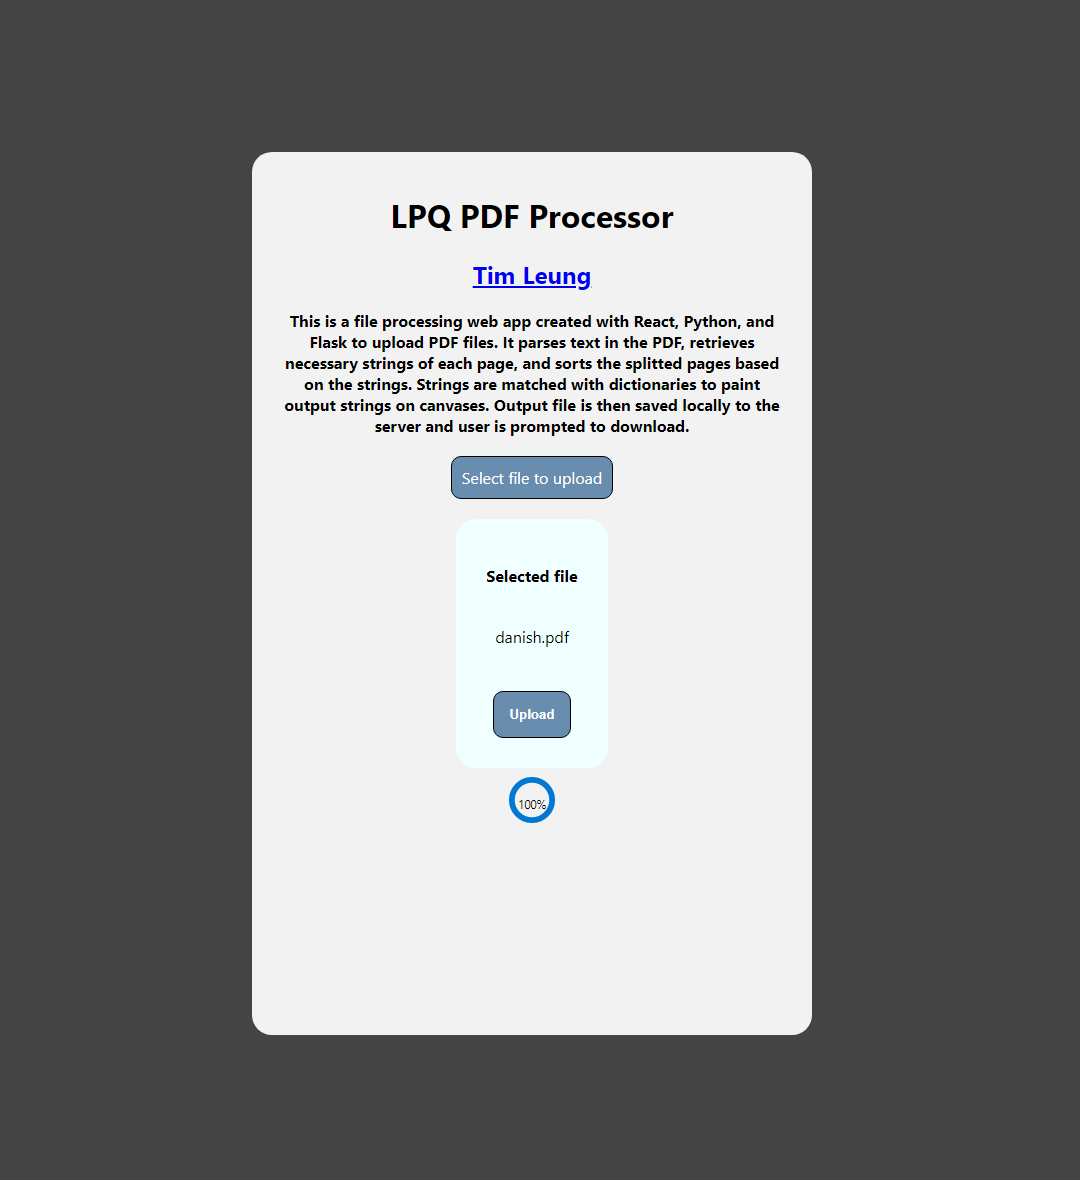 LPQ PDF Processor
Tim Leung
This is a file processing web app created with React, Python, and
Flask to upload PDF files. It parses text in the PDF, retrieves
necessary strings of each page, and sorts the splitted pages based
on the strings. Strings are matched with dictionaries to paint
output strings on canvases. Output file is then saved locally to the
server and user is prompted to download.
Select file to upload
Selected file
danish.pdf
Upload
100%